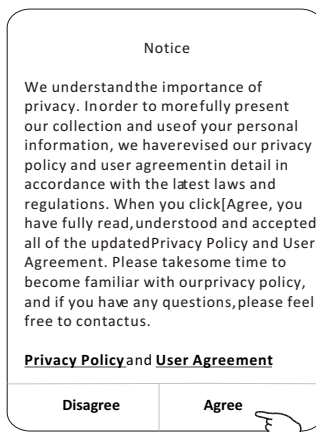 Notice
We understandthe importance of
privacy. Inorder to morefully present
our collection and useof your personal
information, we haverevised our privacy
policy and user agreementin detail in
accordance with the latest laws and
regulations. When you click[Agree, you
have fully read,understood and accepted
all of the updatedPrivacy Policy and User
Agreement. Please takesome time to
become familiar with ourprivacy policy,
and if you have any questions,please feel
free to contactus.
Privacy Policyand User Agreement
Disagree Agree